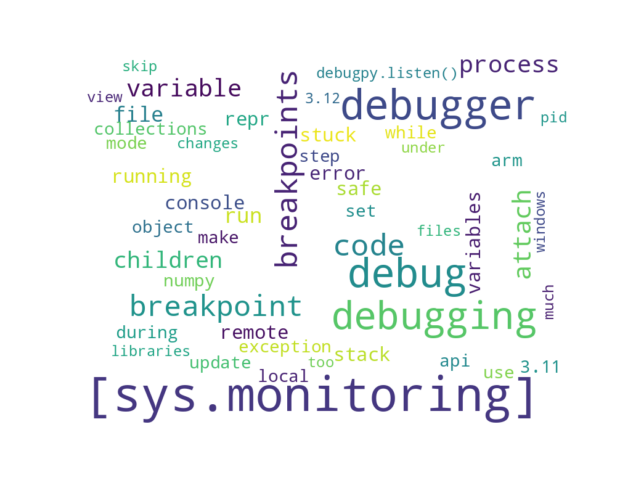 skip
debugpy.listen()
process
view
variable
3.12
debugger
pid
file
repr
breakpoints
collections
stuck
while
mode
changes
under
step
arm
running
error
safe
console
run
set
variables
attach
windows
object
files
make
code
children
debug
numpy
much
breakpoint
debugging
during
remote
libraries
exception
stack
update
too
api
use
3.11
local
[sys.monitoring]